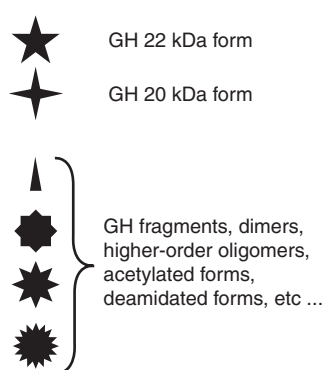 GH 22 kDa form
GH 20 kDa form
GH fragments, dimers,
higher-order oligomers,
acetylated forms,
deamidated forms, etc ...